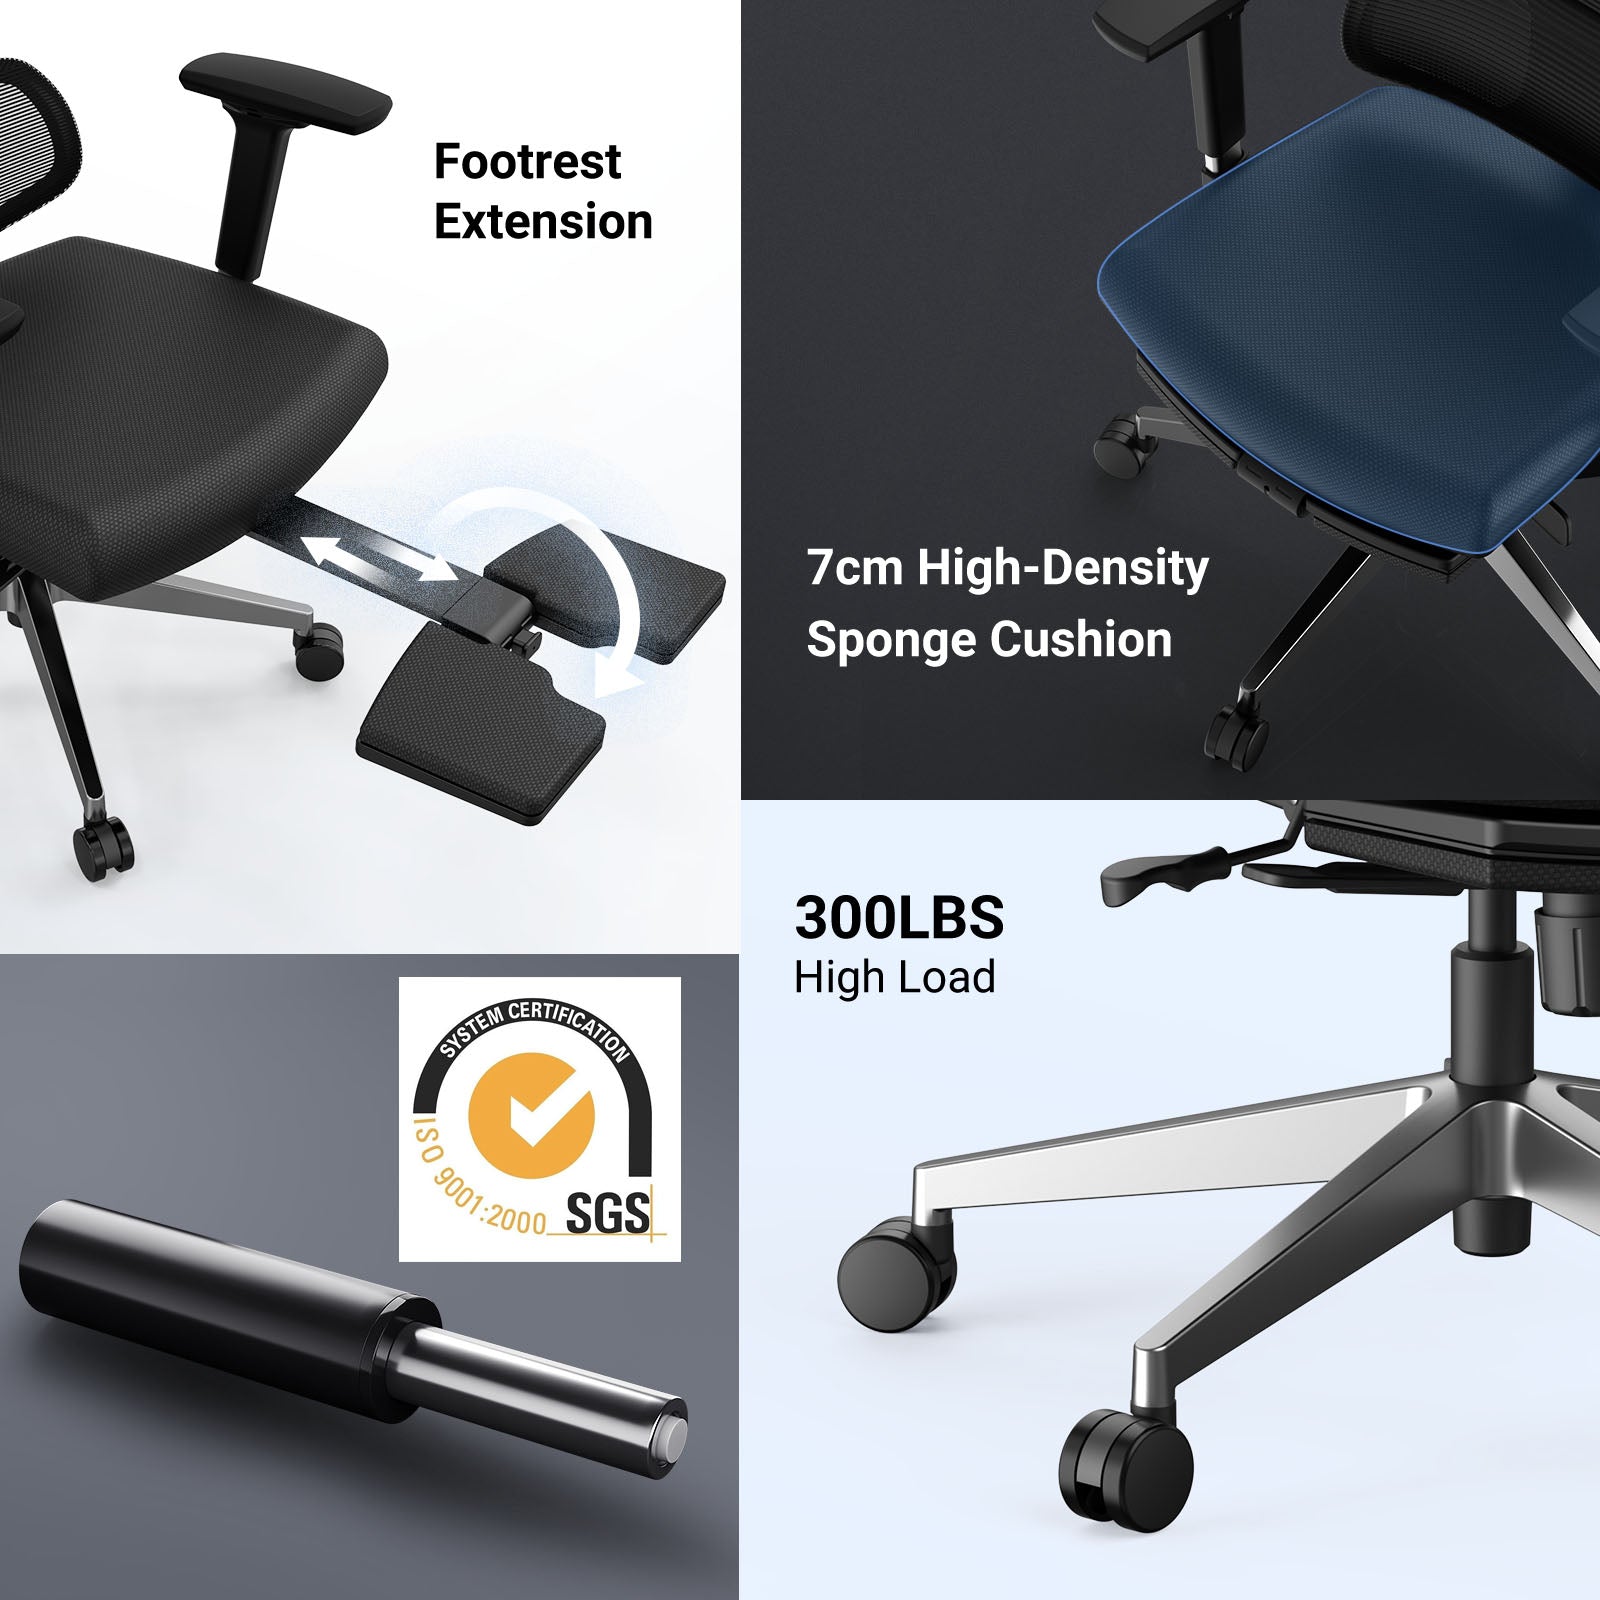 Footrest
Extension
7cm High-Density
Sponge Cushion
300LBS
High Load
SYSTEM CERTIFICATION
ISO 9001:2000
SGS